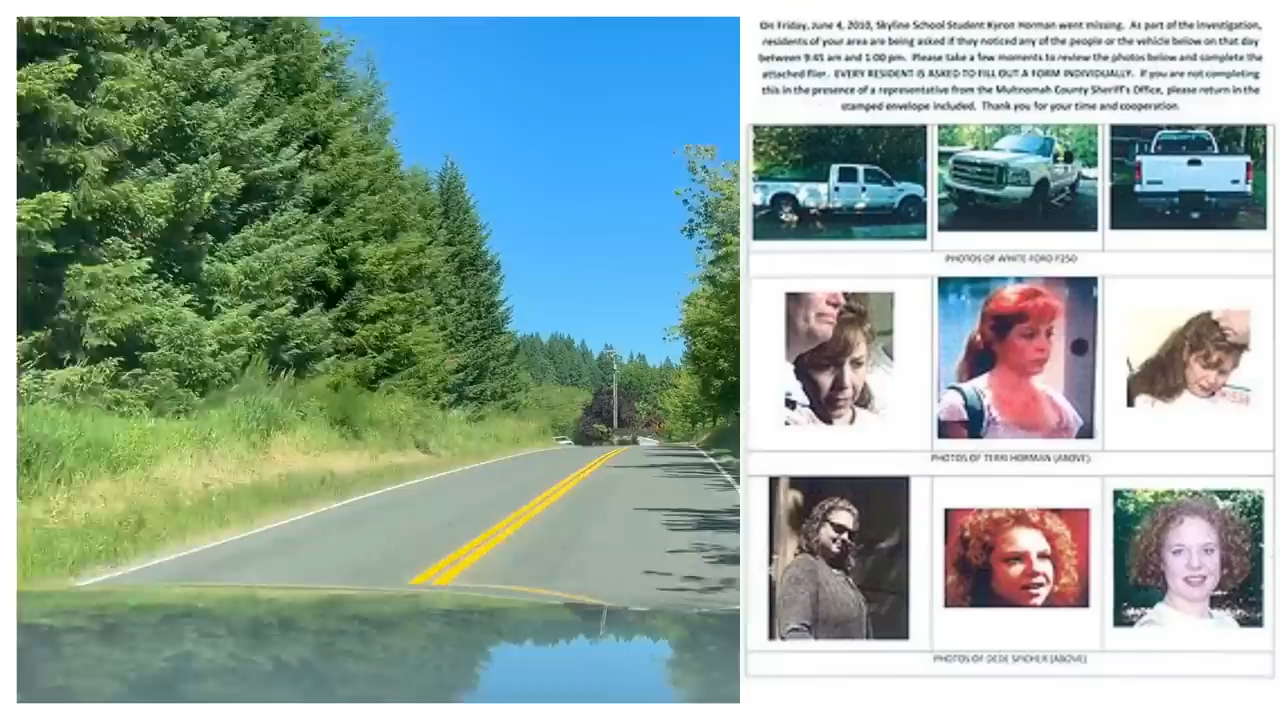 On Friday, June 4, 2010, Skyline School Student Kyron Horman went missing. As part of the investigation,
residents of your area are being asked if they noticed any of the people or the vehicle below on that day
between 9:45 am and 1:00 pm. Please take a few moments to review the photos below and complete the
attached flier. EVERY RESIDENT IS ASKED TO FILL OUT A FORM INDIVIDUALLY. If you are not completing
this in the presence of a representative from the Multnomah County Sheriff's Office, please return in the
stamped envelope included. Thank you for your time and cooperation.
PHOTOS OF WHITE FORD F250
PHOTOS OF TERRI HORMAN (ABOVE)
PHOTOS OF DEDE SPICHER (ABOVE)